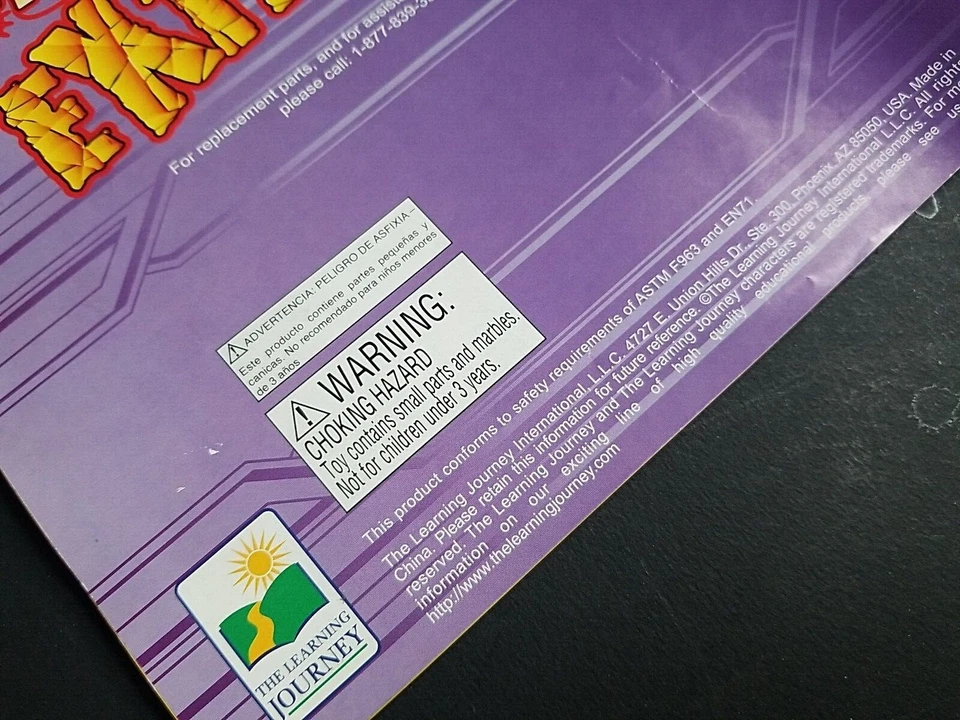 EXT
For replacement parts, and for
please call: 1-877-839-3
ADVERTENCIA: PELIGRO DE ASFIXIA–
Este producto contiene partes pequeñas y
canicas. No recomendado para niños menores
de 3 años
WARNING:
CHOKING HAZARD
Toy contains small parts and marbles.
Not for children under 3 years.
This product conforms to safety requirements of ASTM F963 and EN71.
The Learning Journey International, L.L.C. 4727 E. Union Hills Dr., Ste 300, Phoenix, AZ 85050, USA. Made in
China. Please retain this information for future reference. ©The Learning Journey International L.L.C. All rights
reserved. The Learning Journey and The Learning Journey characters are registered trademarks. For
information on our exciting line of high quality educational products, please see
http://www.thelearningjourney.com
THE LEARNING
JOURNEY